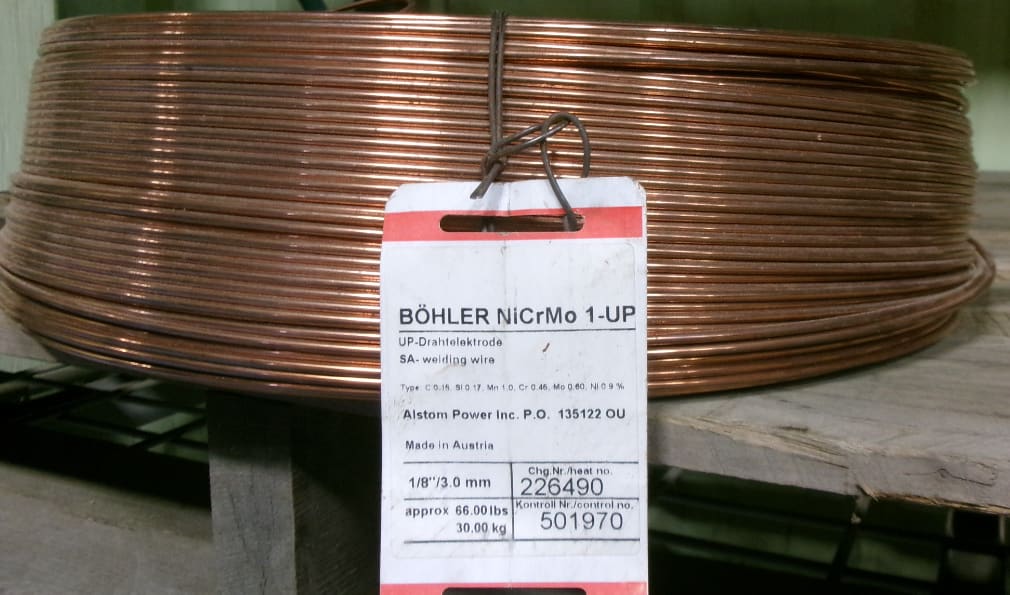 BÖHLER NiCrMo 1-UP
UP-Drahtelektrode
SA- welding wire
Type: C 0.15, Si 0.17, Mn 1.0, Cr 0.45, Mo 0.60, Ni 0.9 %
Alstom Power Inc. P.O. 135122 OU
Made in Austria
1/8"/3.0 mm
Chg.Nr./heat no.
226490
approx 66.00 lbs
30.00 kg
Kontroll Nr./control no.
501970